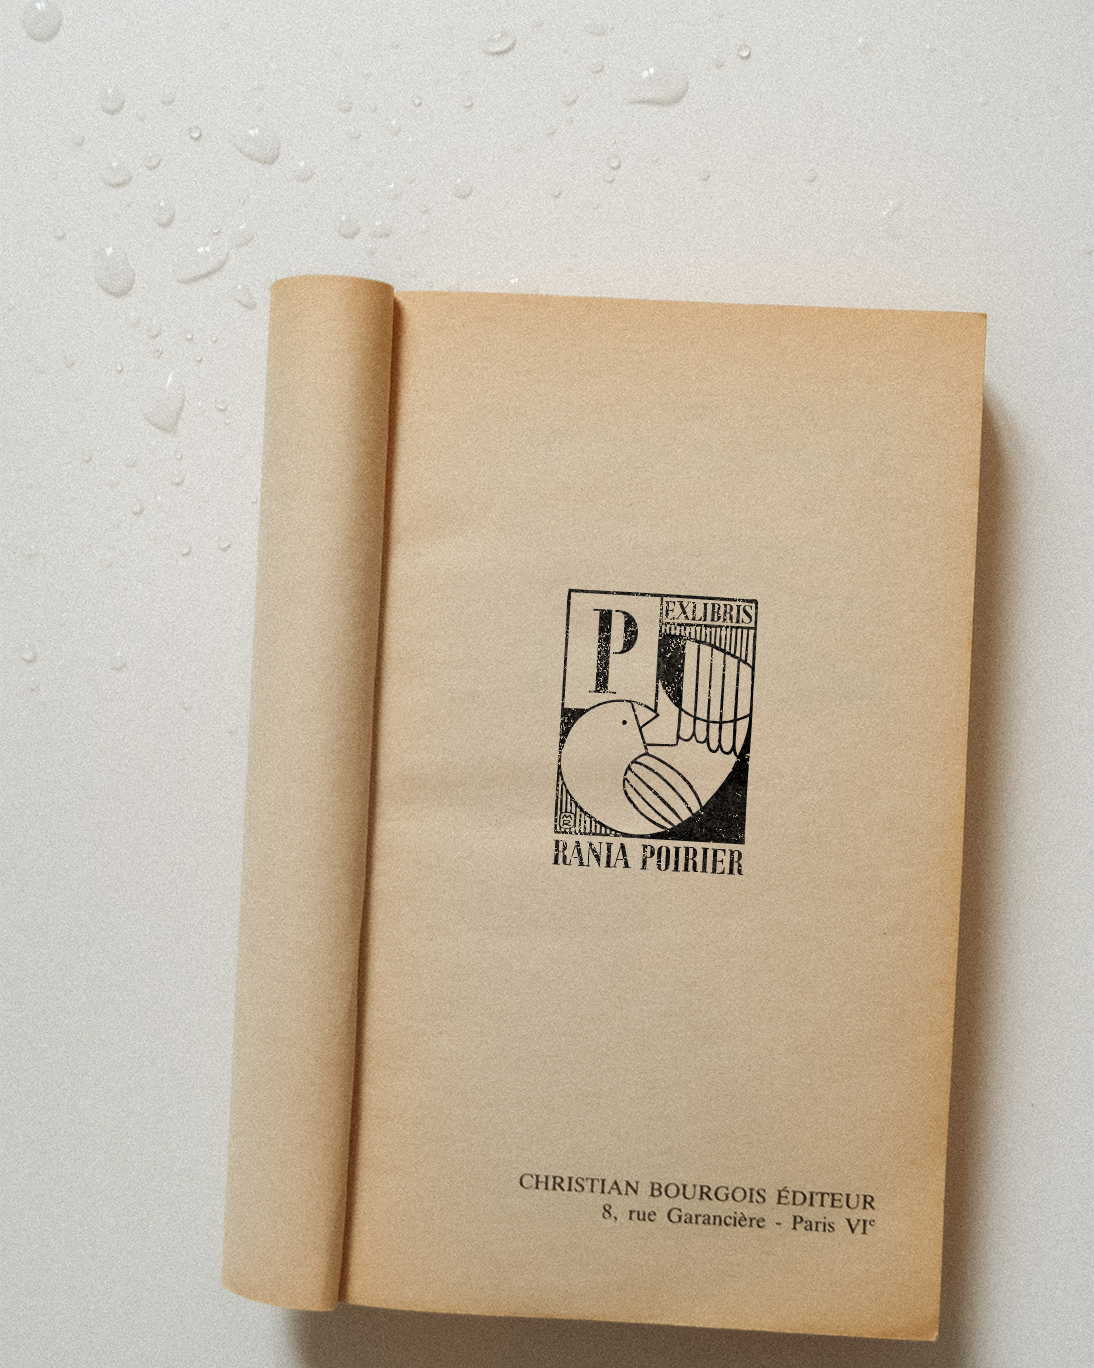 P
EXLIBRIS
RANIA POIRIER
CHRISTIAN BOURGOIS ÉDITEUR
8, rue Garancière - Paris VIᵉ